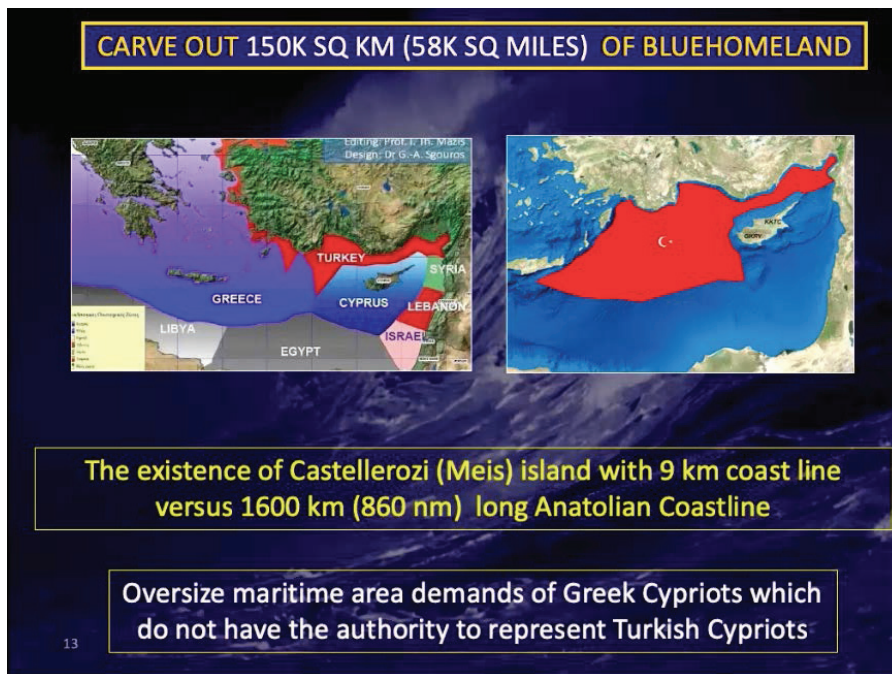 CARVE OUT 150K SQ KM (58K SQ MILES) OF BLUEHOMELAND
Editing: Prof. I. Th. Mazis
Design: Dr G.-A. Sgouros
TURKEY
SYRIA
GREECE
CYPRUS
LEBANON
LIBYA
ISRAEL
EGYPT
KKTC
GKRY
The existence of Castellerozi (Meis) island with 9 km coast line
versus 1600 km (860 nm) long Anatolian Coastline
Oversize maritime area demands of Greek Cypriots which
do not have the authority to represent Turkish Cypriots
13